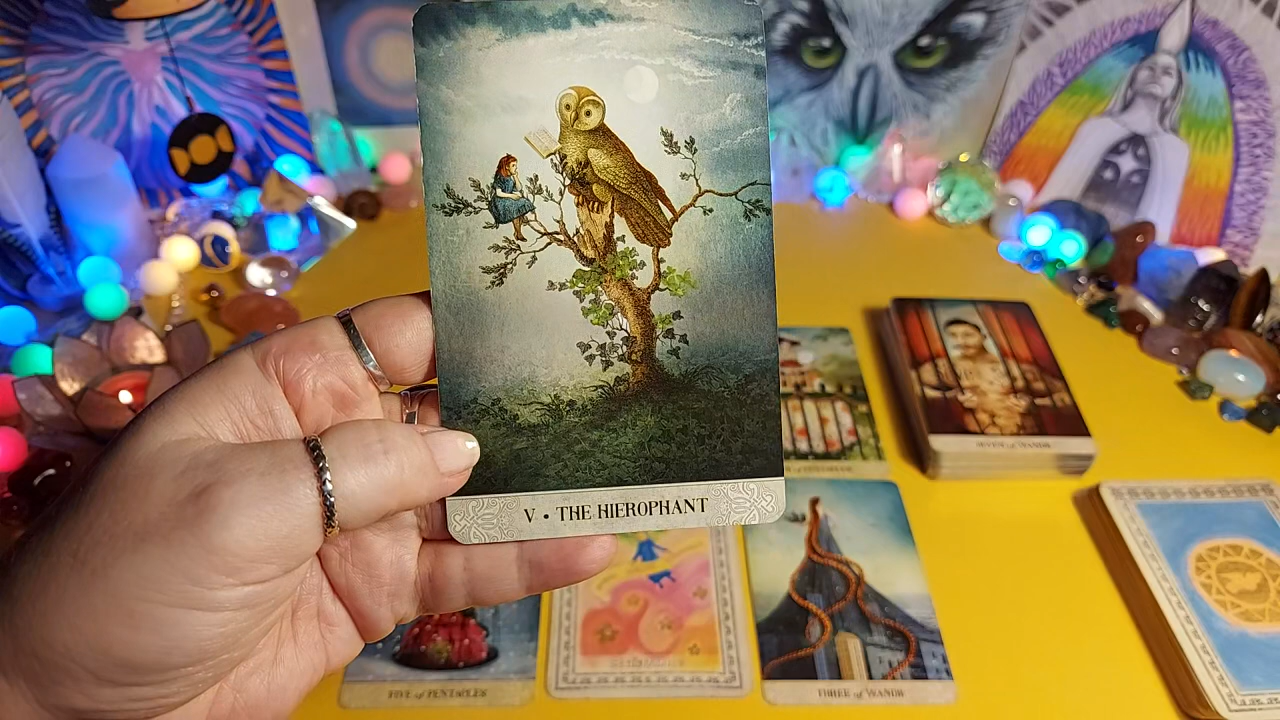 V • THE HIEROPHANT
SEVEN of WANDS
FIVE of PENTACLES
THREE of WANDS